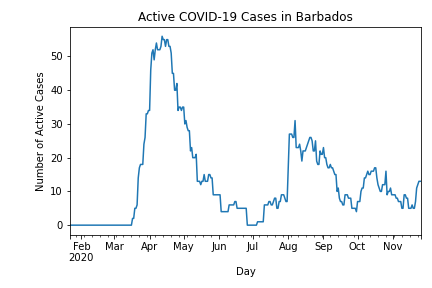 Active COVID-19 Cases in Barbados
Number of Active Cases
50
40
30
20
10
0
Feb Mar Apr May Jun Jul Aug Sep Oct Nov
2020
Day